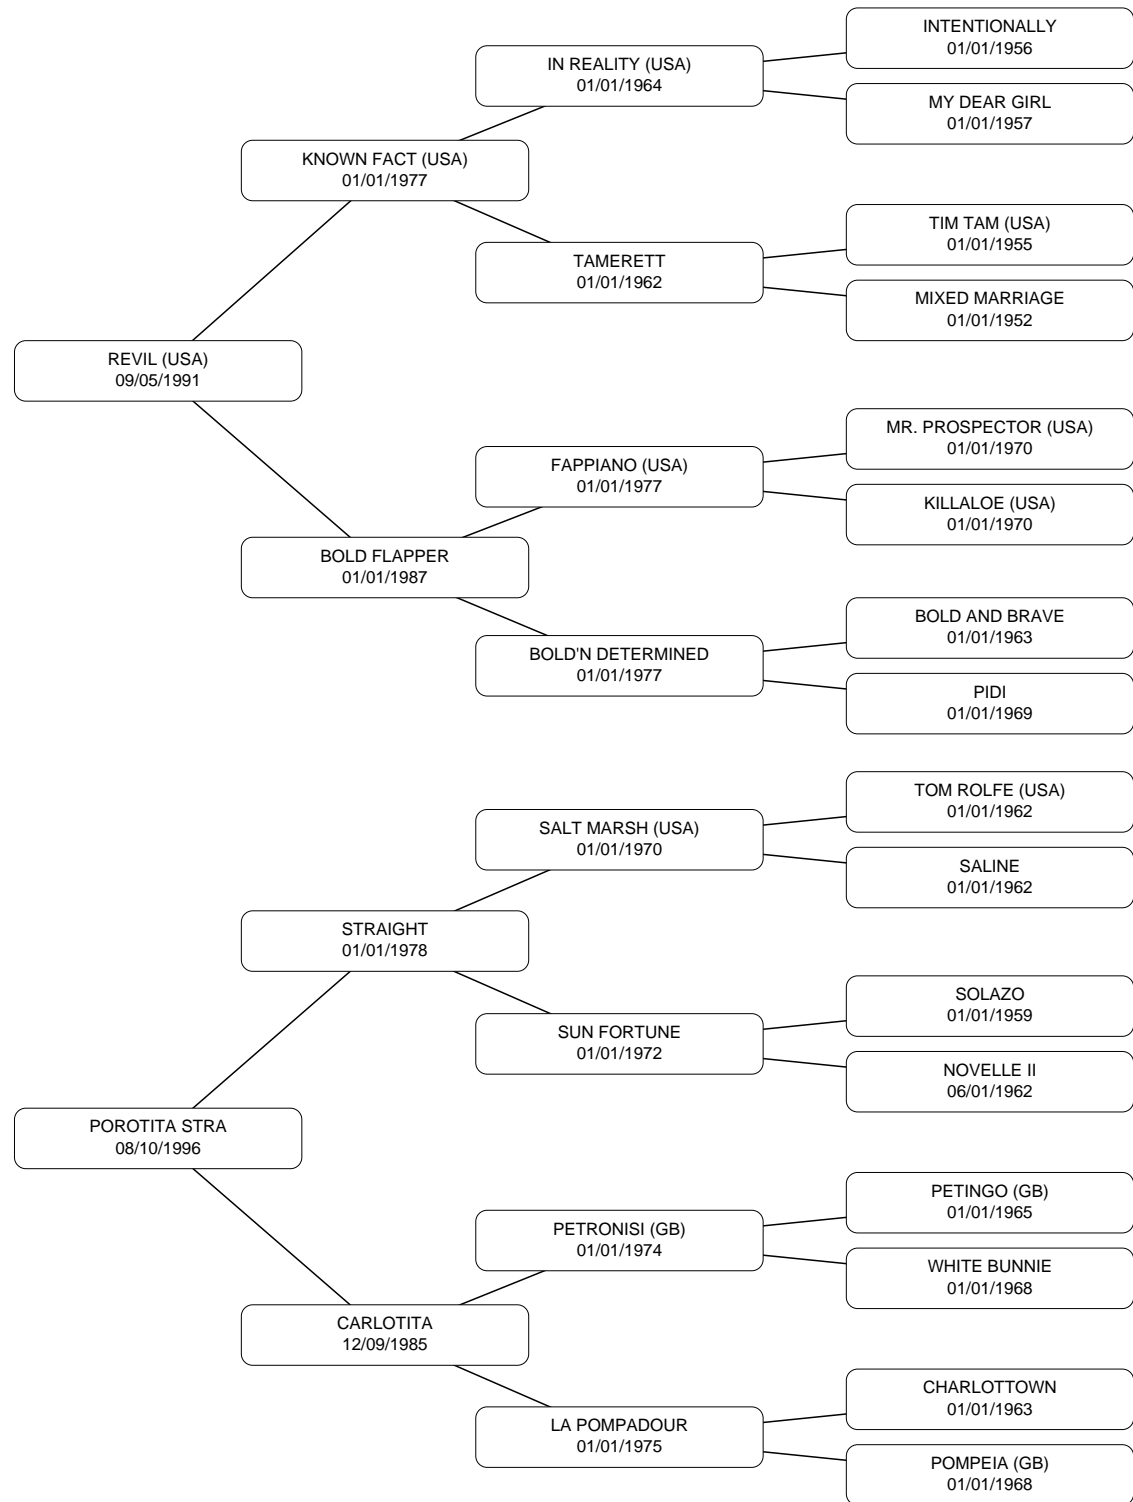 INTENTIONALLY
01/01/1956
IN REALITY (USA)
01/01/1964
MY DEAR GIRL
01/01/1957
KNOWN FACT (USA)
01/01/1977
TIM TAM (USA)
01/01/1955
TAMERETT
01/01/1962
MIXED MARRIAGE
01/01/1952
REVIL (USA)
09/05/1991
MR. PROSPECTOR (USA)
01/01/1970
FAPPIANO (USA)
01/01/1977
KILLALOE (USA)
01/01/1970
BOLD FLAPPER
01/01/1987
BOLD AND BRAVE
01/01/1963
BOLD'N DETERMINED
01/01/1977
PIDI
01/01/1969
TOM ROLFE (USA)
01/01/1962
SALT MARSH (USA)
01/01/1970
SALINE
01/01/1962
STRAIGHT
01/01/1978
SOLAZO
01/01/1959
SUN FORTUNE
01/01/1972
NOVELLE II
06/01/1962
POROTITA STRA
08/10/1996
PETINGO (GB)
01/01/1965
PETRONISI (GB)
01/01/1974
WHITE BUNNIE
01/01/1968
CARLOTITA
12/09/1985
CHARLOTTOWN
01/01/1963
LA POMPADOUR
01/01/1975
POMPEIA (GB)
01/01/1968